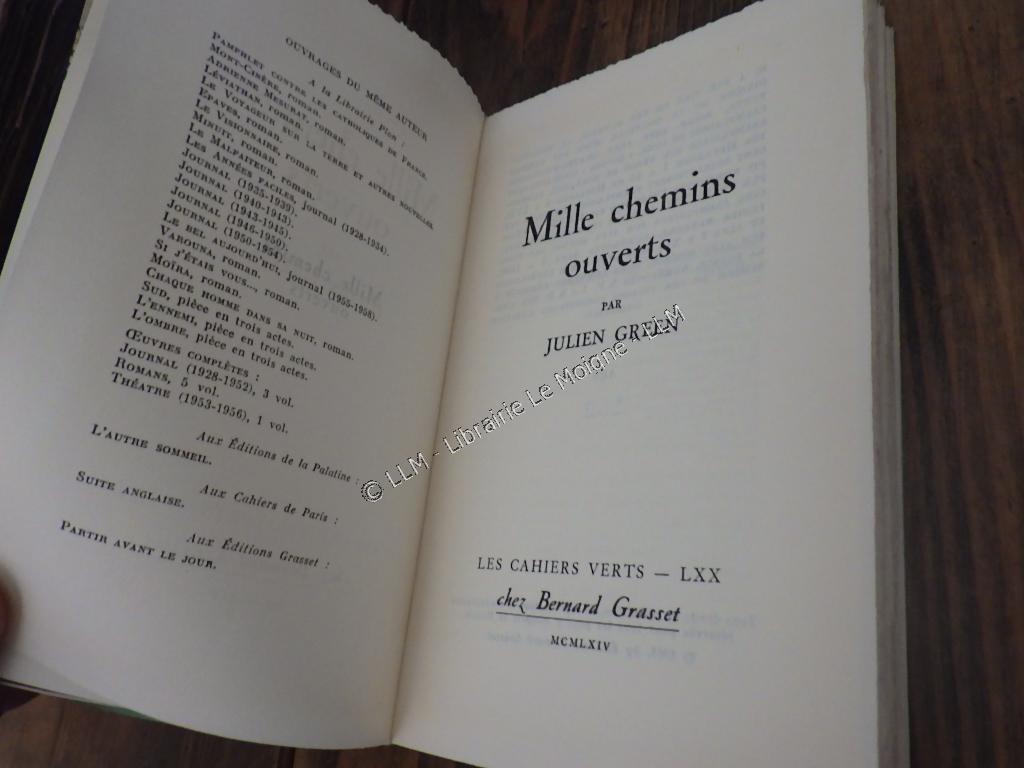 OUVRAGES DU MÊME AUTEUR
A la Librairie Plon :
PAMPHLET CONTRE LES CATHOLIQUES DE FRANCE.
MONT-CINÈRE, roman.
ADRIENNE MESURAT, roman.
LÉVIATHAN, roman.
LE VOYAGEUR SUR LA TERRE ET AUTRES NOUVELLES.
EPAVES, roman.
LE VISIONNAIRE, roman.
MINUIT, roman.
LE MALFAITEUR, roman.
LES ANNÉES FACILES, journal (1928-1934).
JOURNAL (1935-1939).
JOURNAL (1940-1943).
JOURNAL (1943-1945).
JOURNAL (1946-1950).
JOURNAL (1950-1954).
LE BEL AUJOURD'HUI, journal (1955-1958).
VAROUNA, roman.
SI J'ÉTAIS VOUS..., roman.
MOÏRA, roman.
CHAQUE HOMME DANS SA NUIT, roman.
SUD, pièce en trois actes.
L'ENNEMI, pièce en trois actes.
L'OMBRE, pièce en trois actes.
ŒUVRES COMPLÈTES :
JOURNAL (1928-1952), 3 vol.
ROMANS, 5 vol.
THÉATRE (1953-1956), 1 vol.
Aux Éditions de la Palatine :
L'AUTRE SOMMEIL.
Aux Cahiers de Paris :
SUITE ANGLAISE.
Aux Éditions Grasset :
PARTIR AVANT LE JOUR.
Mille chemins
ouverts
PAR
JULIEN GREEN
LES CAHIERS VERTS — LXX
chez Bernard Grasset
MCMLXIV
© LLM - Librairie Le Moigne - LLM